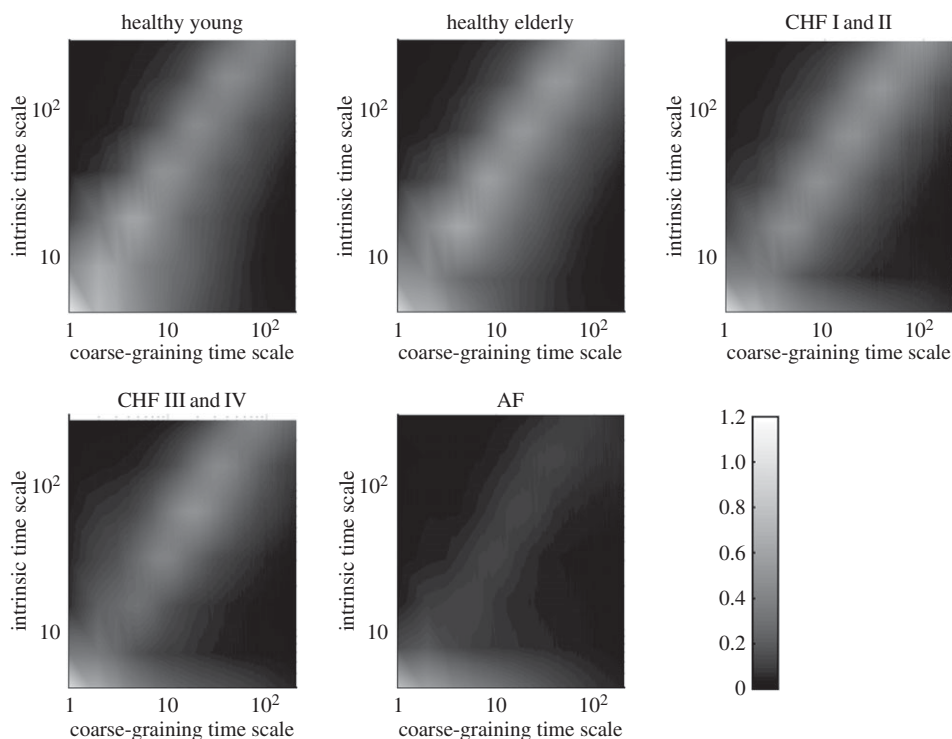 healthy young
healthy elderly
CHF I and II
intrinsic time scale
10²
10
1
10
10²
coarse-graining time scale
intrinsic time scale
10²
10
1
10
10²
coarse-graining time scale
intrinsic time scale
10²
10
1
10
10²
coarse-graining time scale
CHF III and IV
AF
intrinsic time scale
10²
10
1
10
10²
coarse-graining time scale
intrinsic time scale
10²
10
1
10
10²
coarse-graining time scale
1.2
1.0
0.8
0.6
0.4
0.2
0